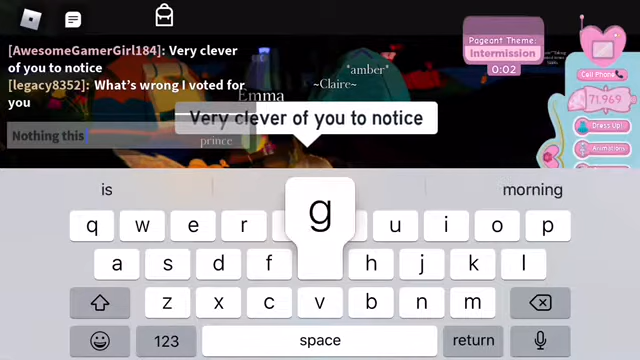 Pageant Theme:
Intermission
0:02
[AwesomeGamerGirl184]: Very clever
of you to notice
[legacy8352]: What's wrong I voted for
you
*amber*
~Claire~
Emma
Cell Phone
71,969
Very clever of you to notice
Nothing this
prince
Dress Up!
Animations
is
morning
g
q w e r u i o p
a s d f h j k l
z x c v b n m
123
space
return